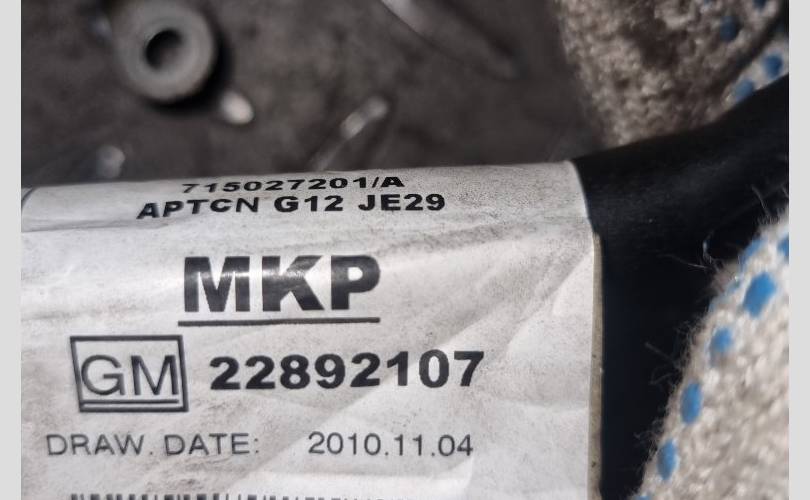 715027201/A
APTCN G12 JE29
MKP
GM 22892107
DRAW. DATE: 2010.11.04